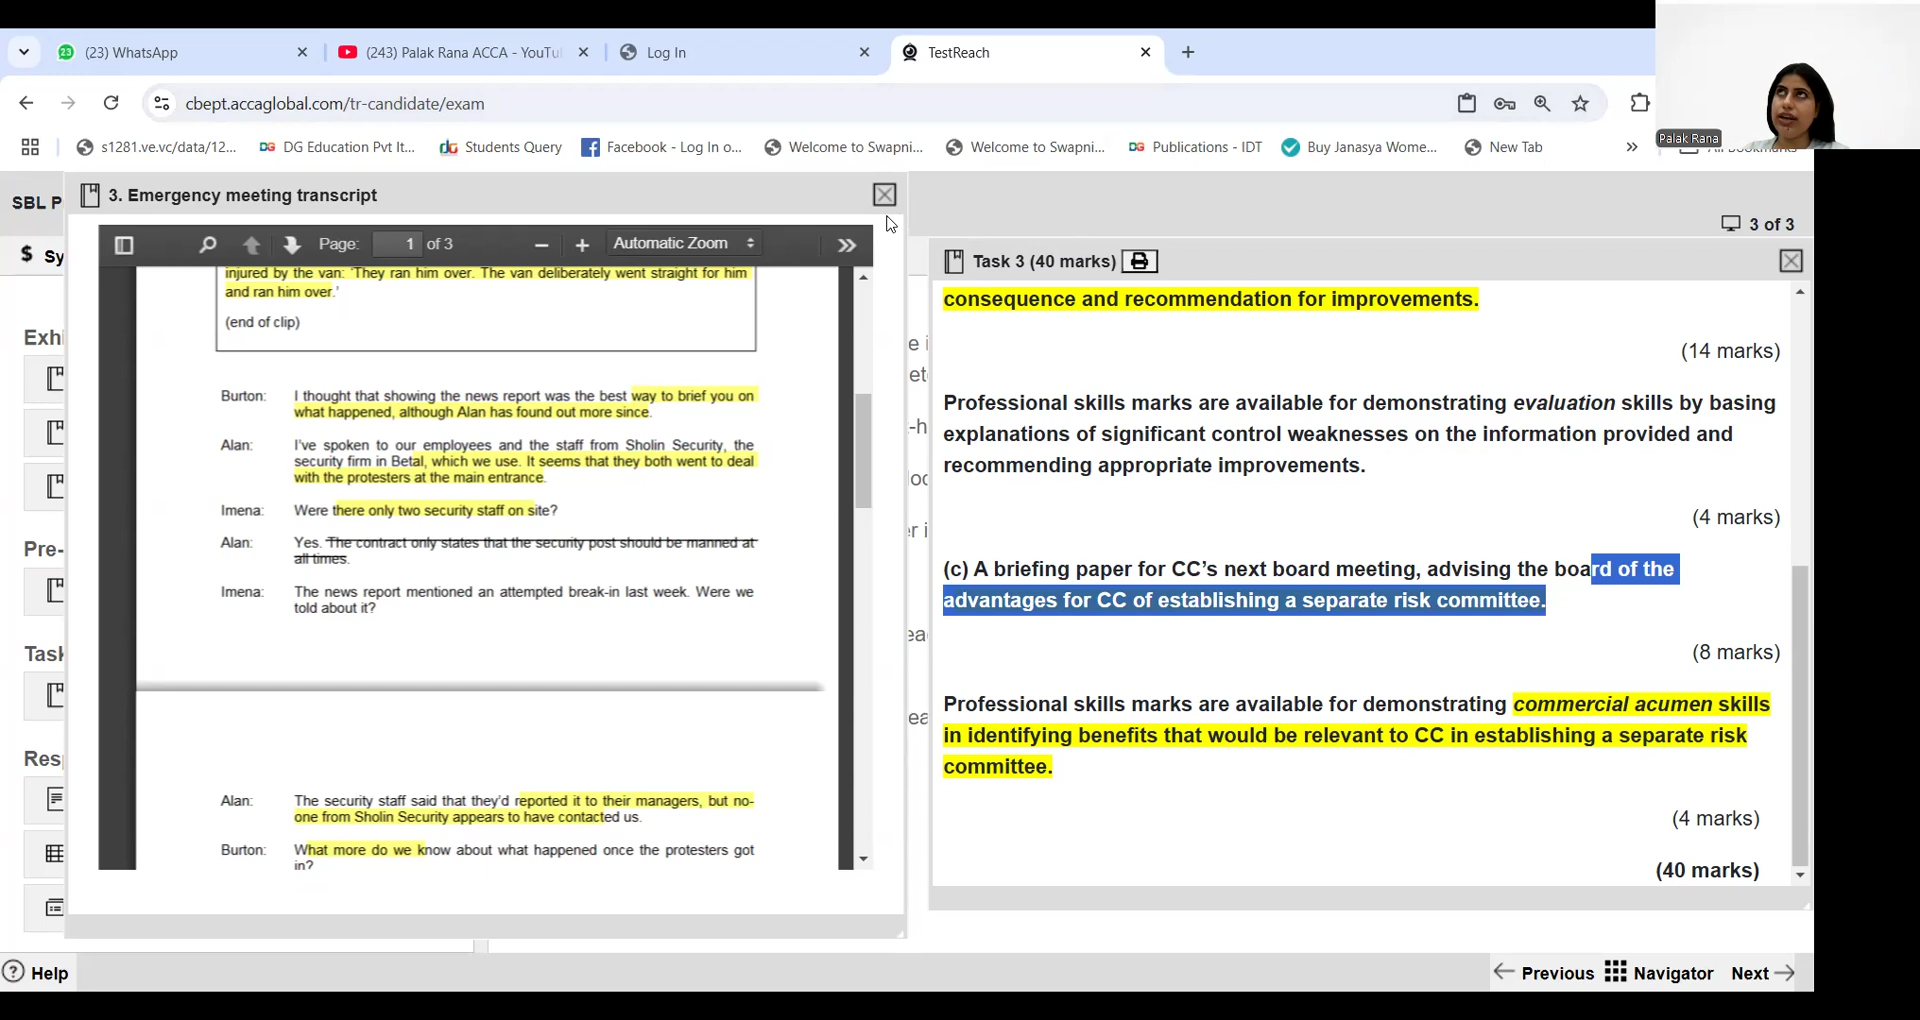 (23) WhatsApp
(243) Palak Rana ACCA - YouTu
Log In
TestReach
cbept.accaglobal.com/tr-candidate/exam
s1281.ve.vc/data/12...
DG Education Pvt It...
Students Query
Facebook - Log In o...
Welcome to Swapni...
Welcome to Swapni...
Publications - IDT
Buy Janasya Wome...
New Tab
Palak Rana
SBL P
3. Emergency meeting transcript
3 of 3
$ Sy
Page: 1 of 3
Automatic Zoom
Task 3 (40 marks)
injured by the van: 'They ran him over. The van deliberately went straight for him
and ran him over.'
(end of clip)
Burton: I thought that showing the news report was the best way to brief you on
what happened, although Alan has found out more since.
Alan: I've spoken to our employees and the staff from Sholin Security, the
security firm in Betal, which we use. It seems that they both went to deal
with the protesters at the main entrance.
Imena: Were there only two security staff on site?
Alan: Yes. The contract only states that the security post should be manned at
all times.
Imena: The news report mentioned an attempted break-in last week. Were we
told about it?
Alan: The security staff said that they'd reported it to their managers, but no-
one from Sholin Security appears to have contacted us.
Burton: What more do we know about what happened once the protesters got
in?
consequence and recommendation for improvements.
(14 marks)
Professional skills marks are available for demonstrating evaluation skills by basing
explanations of significant control weaknesses on the information provided and
recommending appropriate improvements.
(4 marks)
(c) A briefing paper for CC's next board meeting, advising the board of the
advantages for CC of establishing a separate risk committee.
(8 marks)
Professional skills marks are available for demonstrating commercial acumen skills
in identifying benefits that would be relevant to CC in establishing a separate risk
committee.
(4 marks)
(40 marks)
Exhi
Pre-
Task
Res
Help
Previous
Navigator
Next